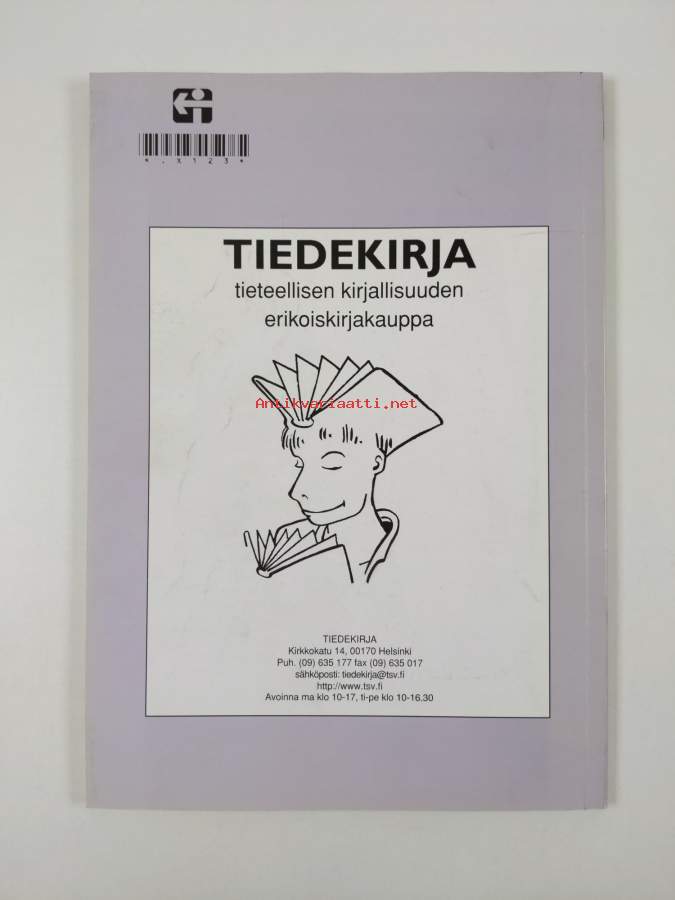 *.X123*
TIEDEKIRJA
tieteellisen kirjallisuuden
erikoiskirjakauppa
Antikvariaatti.net
TIEDEKIRJA
Kirkkokatu 14, 00170 Helsinki
Puh. (09) 635 177 fax (09) 635 017
sähköposti: tiedekirja@tsv.fi
http://www.tsv.fi
Avoinna ma klo 10-17, ti-pe klo 10-16.30